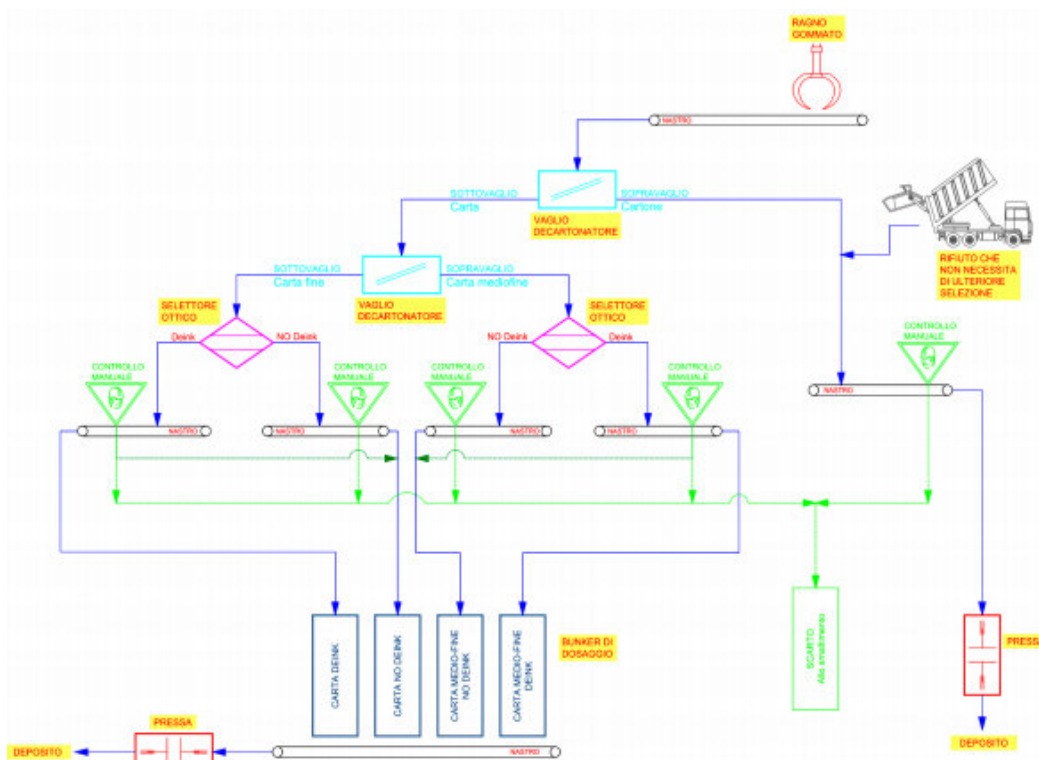 RAGNO
GOMMATO
NASTRO
SOTTOVAGLIO
Carta
SOPRAVAGLIO
Cartone
VAGLIO
DECARTONATORE
RIFIUTO CHE
NON NECESSITA
DI ULTERIORE
SELEZIONE
SOTTOVAGLIO
Carta fine
SOPRAVAGLIO
Carta mediofine
VAGLIO
DECARTONATORE
SELETTORE
OTTICO
SELETTORE
OTTICO
Deink
NO Deink
NO Deink
Deink
CONTROLLO
MANUALE
CONTROLLO
MANUALE
CONTROLLO
MANUALE
CONTROLLO
MANUALE
CONTROLLO
MANUALE
NASTRO
NASTRO
NASTRO
NASTRO
NASTRO
CARTA DEINK
CARTA NO DEINK
CARTA MEDIO-FINE
NO DEINK
CARTA MEDIO-FINE
DEINK
BUNKER DI
DOSAGGIO
SCARTO
Allo smaltimento
PRESSA
DEPOSITO
PRESSA
DEPOSITO
NASTRO